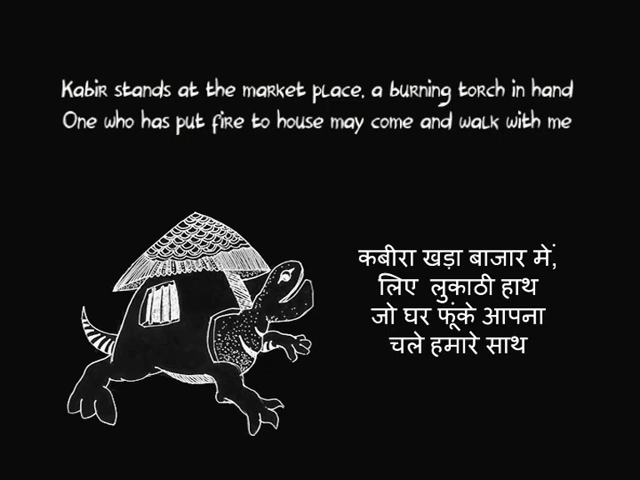 Kabir stands at the market place, a burning torch in hand
One who has put fire to house may come and walk with me
कबीरा खड़ा बाजार में,
लिए लुकाठी हाथ
जो घर फूंके आपना
चले हमारे साथ